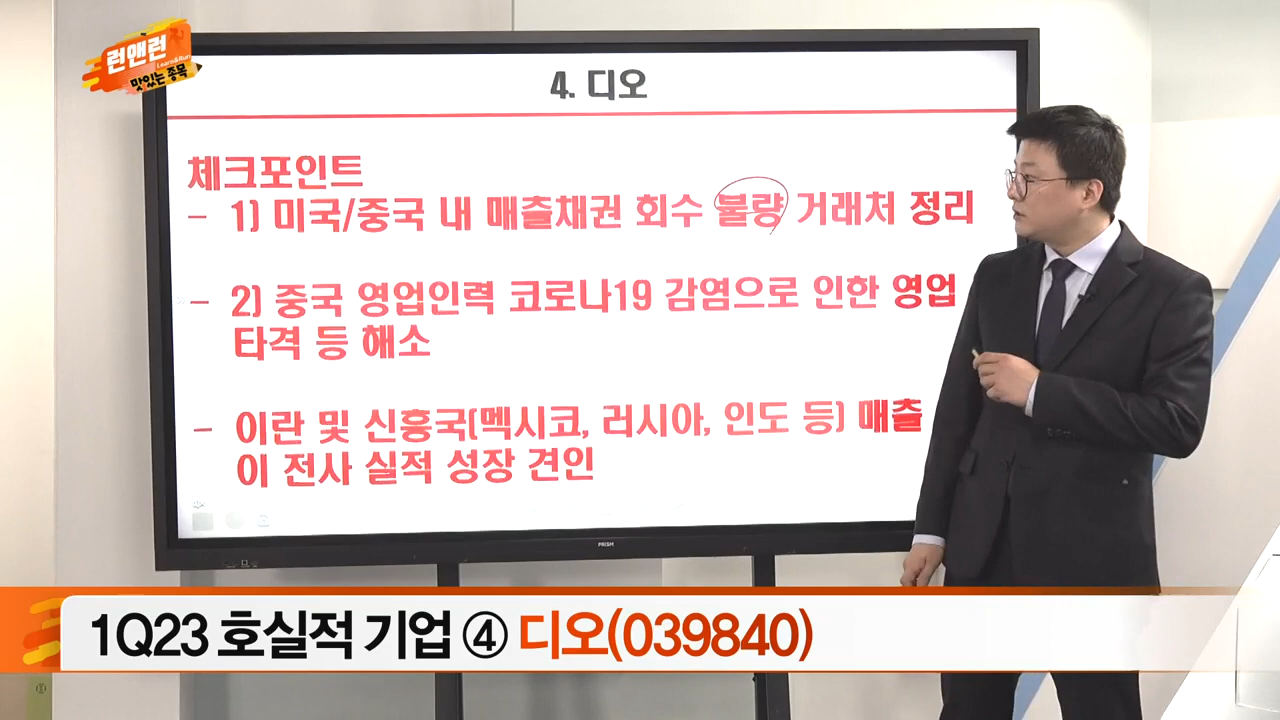 런앤런
Learn&Run
맛있는 종목
4. 디오
체크포인트
- 1) 미국/중국 내 매출채권 회수 불량 거래처 정리
- 2) 중국 영업인력 코로나19 감염으로 인한 영업
타격 등 해소
- 이란 및 신흥국(멕시코, 러시아, 인도 등) 매출
이 전사 실적 성장 견인
PRISM
1Q23 호실적 기업 ④ 디오(039840)